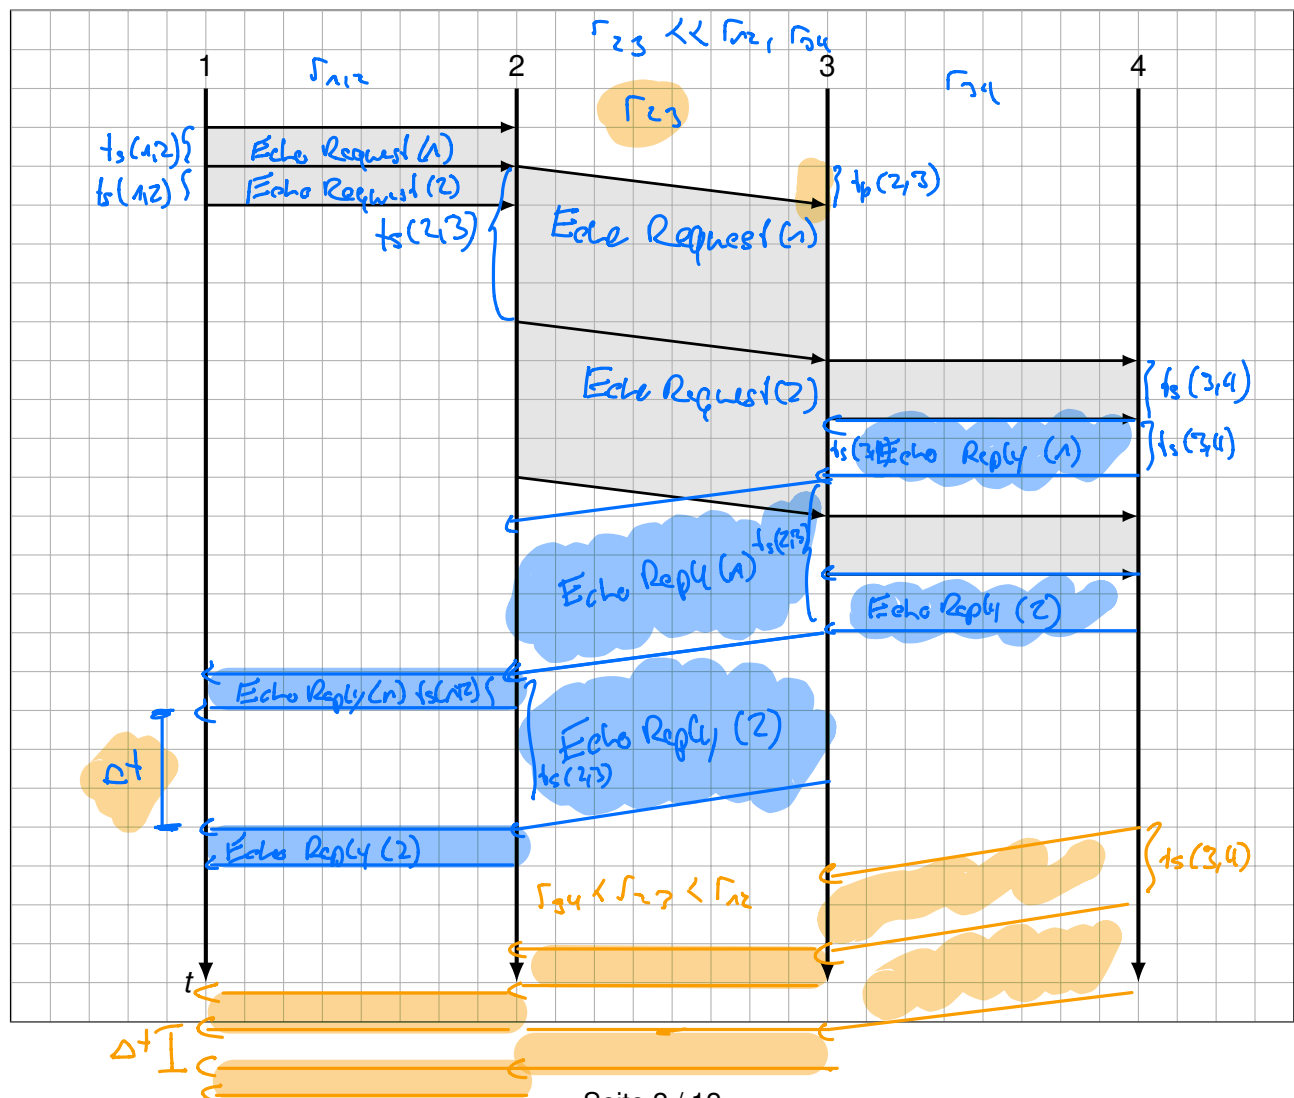 r23 << r12, r34
1 r1,2 2 3 4
r23 r34
ts(1,2) Echo Request (1)
ts(1,2) Echo Request (2)
tp(2,3)
ts(2,3) Echo Request (1)
Echo Request (2) ts(3,4)
Echo Reply (1) ts(3,4)
ts(2,3)
Echo Reply (1)
Echo Reply (2)
Echo Reply (1) ts(1,2)
Echo Reply (2)
Δt ts(2,3)
Echo Reply (2)
ts(3,4)
r34 < r23 < r12
t
Δt